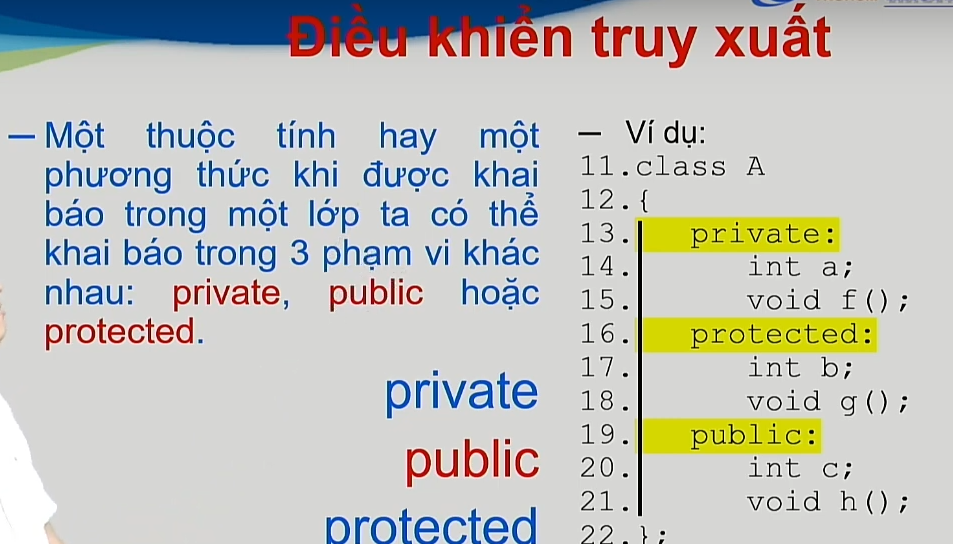 Điều khiển truy xuất
– Một thuộc tính hay một
phương thức khi được khai
báo trong một lớp ta có thể
khai báo trong 3 phạm vi khác
nhau: private, public hoặc
protected.
private
public
protected
– Ví dụ:
11.class A
12.{
13. private:
14. int a;
15. void f();
16. protected:
17. int b;
18. void g();
19. public:
20. int c;
21. void h();
22.};